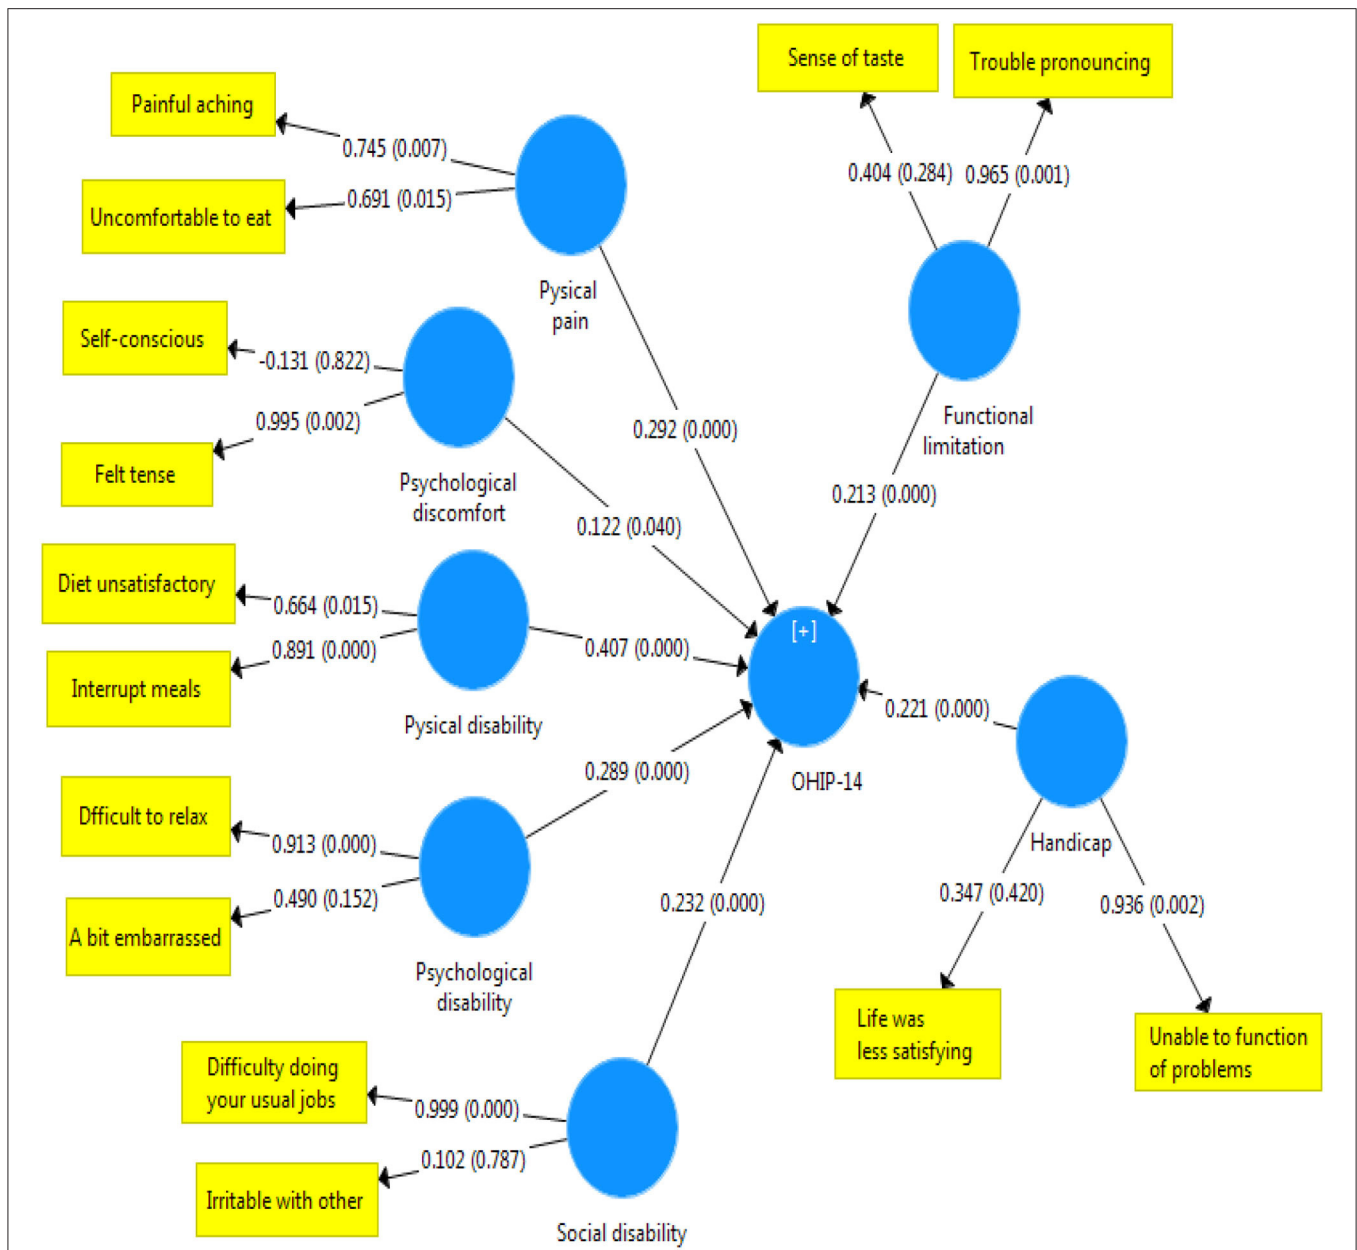 Sense of taste
Trouble pronouncing
Painful aching
0.745 (0.007)
0.404 (0.284)
0.965 (0.001)
Uncomfortable to eat
0.691 (0.015)
Pysical
pain
Self-conscious
-0.131 (0.822)
0.995 (0.002)
Felt tense
Psychological
discomfort
0.292 (0.000)
Functional
limitation
0.213 (0.000)
0.122 (0.040)
Diet unsatisfactory
0.664 (0.015)
0.891 (0.000)
Interrupt meals
Pysical disability
0.407 (0.000)
[+]
OHIP-14
0.221 (0.000)
Handicap
0.289 (0.000)
Dfficult to relax
0.913 (0.000)
0.490 (0.152)
A bit embarrassed
Psychological
disability
0.232 (0.000)
0.347 (0.420)
0.936 (0.002)
Life was
less satisfying
Unable to function
of problems
Difficulty doing
your usual jobs
0.999 (0.000)
0.102 (0.787)
Irritable with other
Social disability